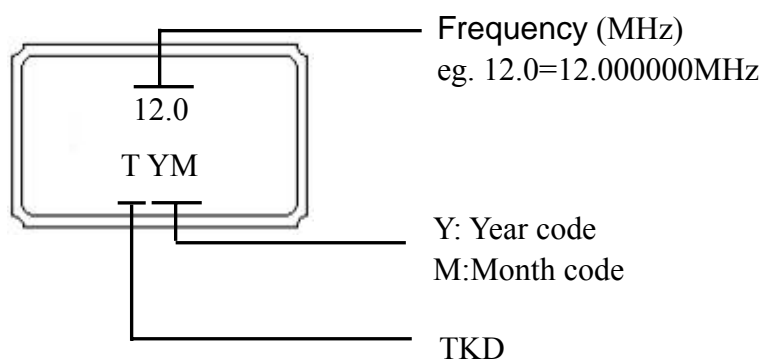 Frequency (MHz)
eg. 12.0=12.000000MHz
12.0
T YM
Y: Year code
M:Month code
TKD